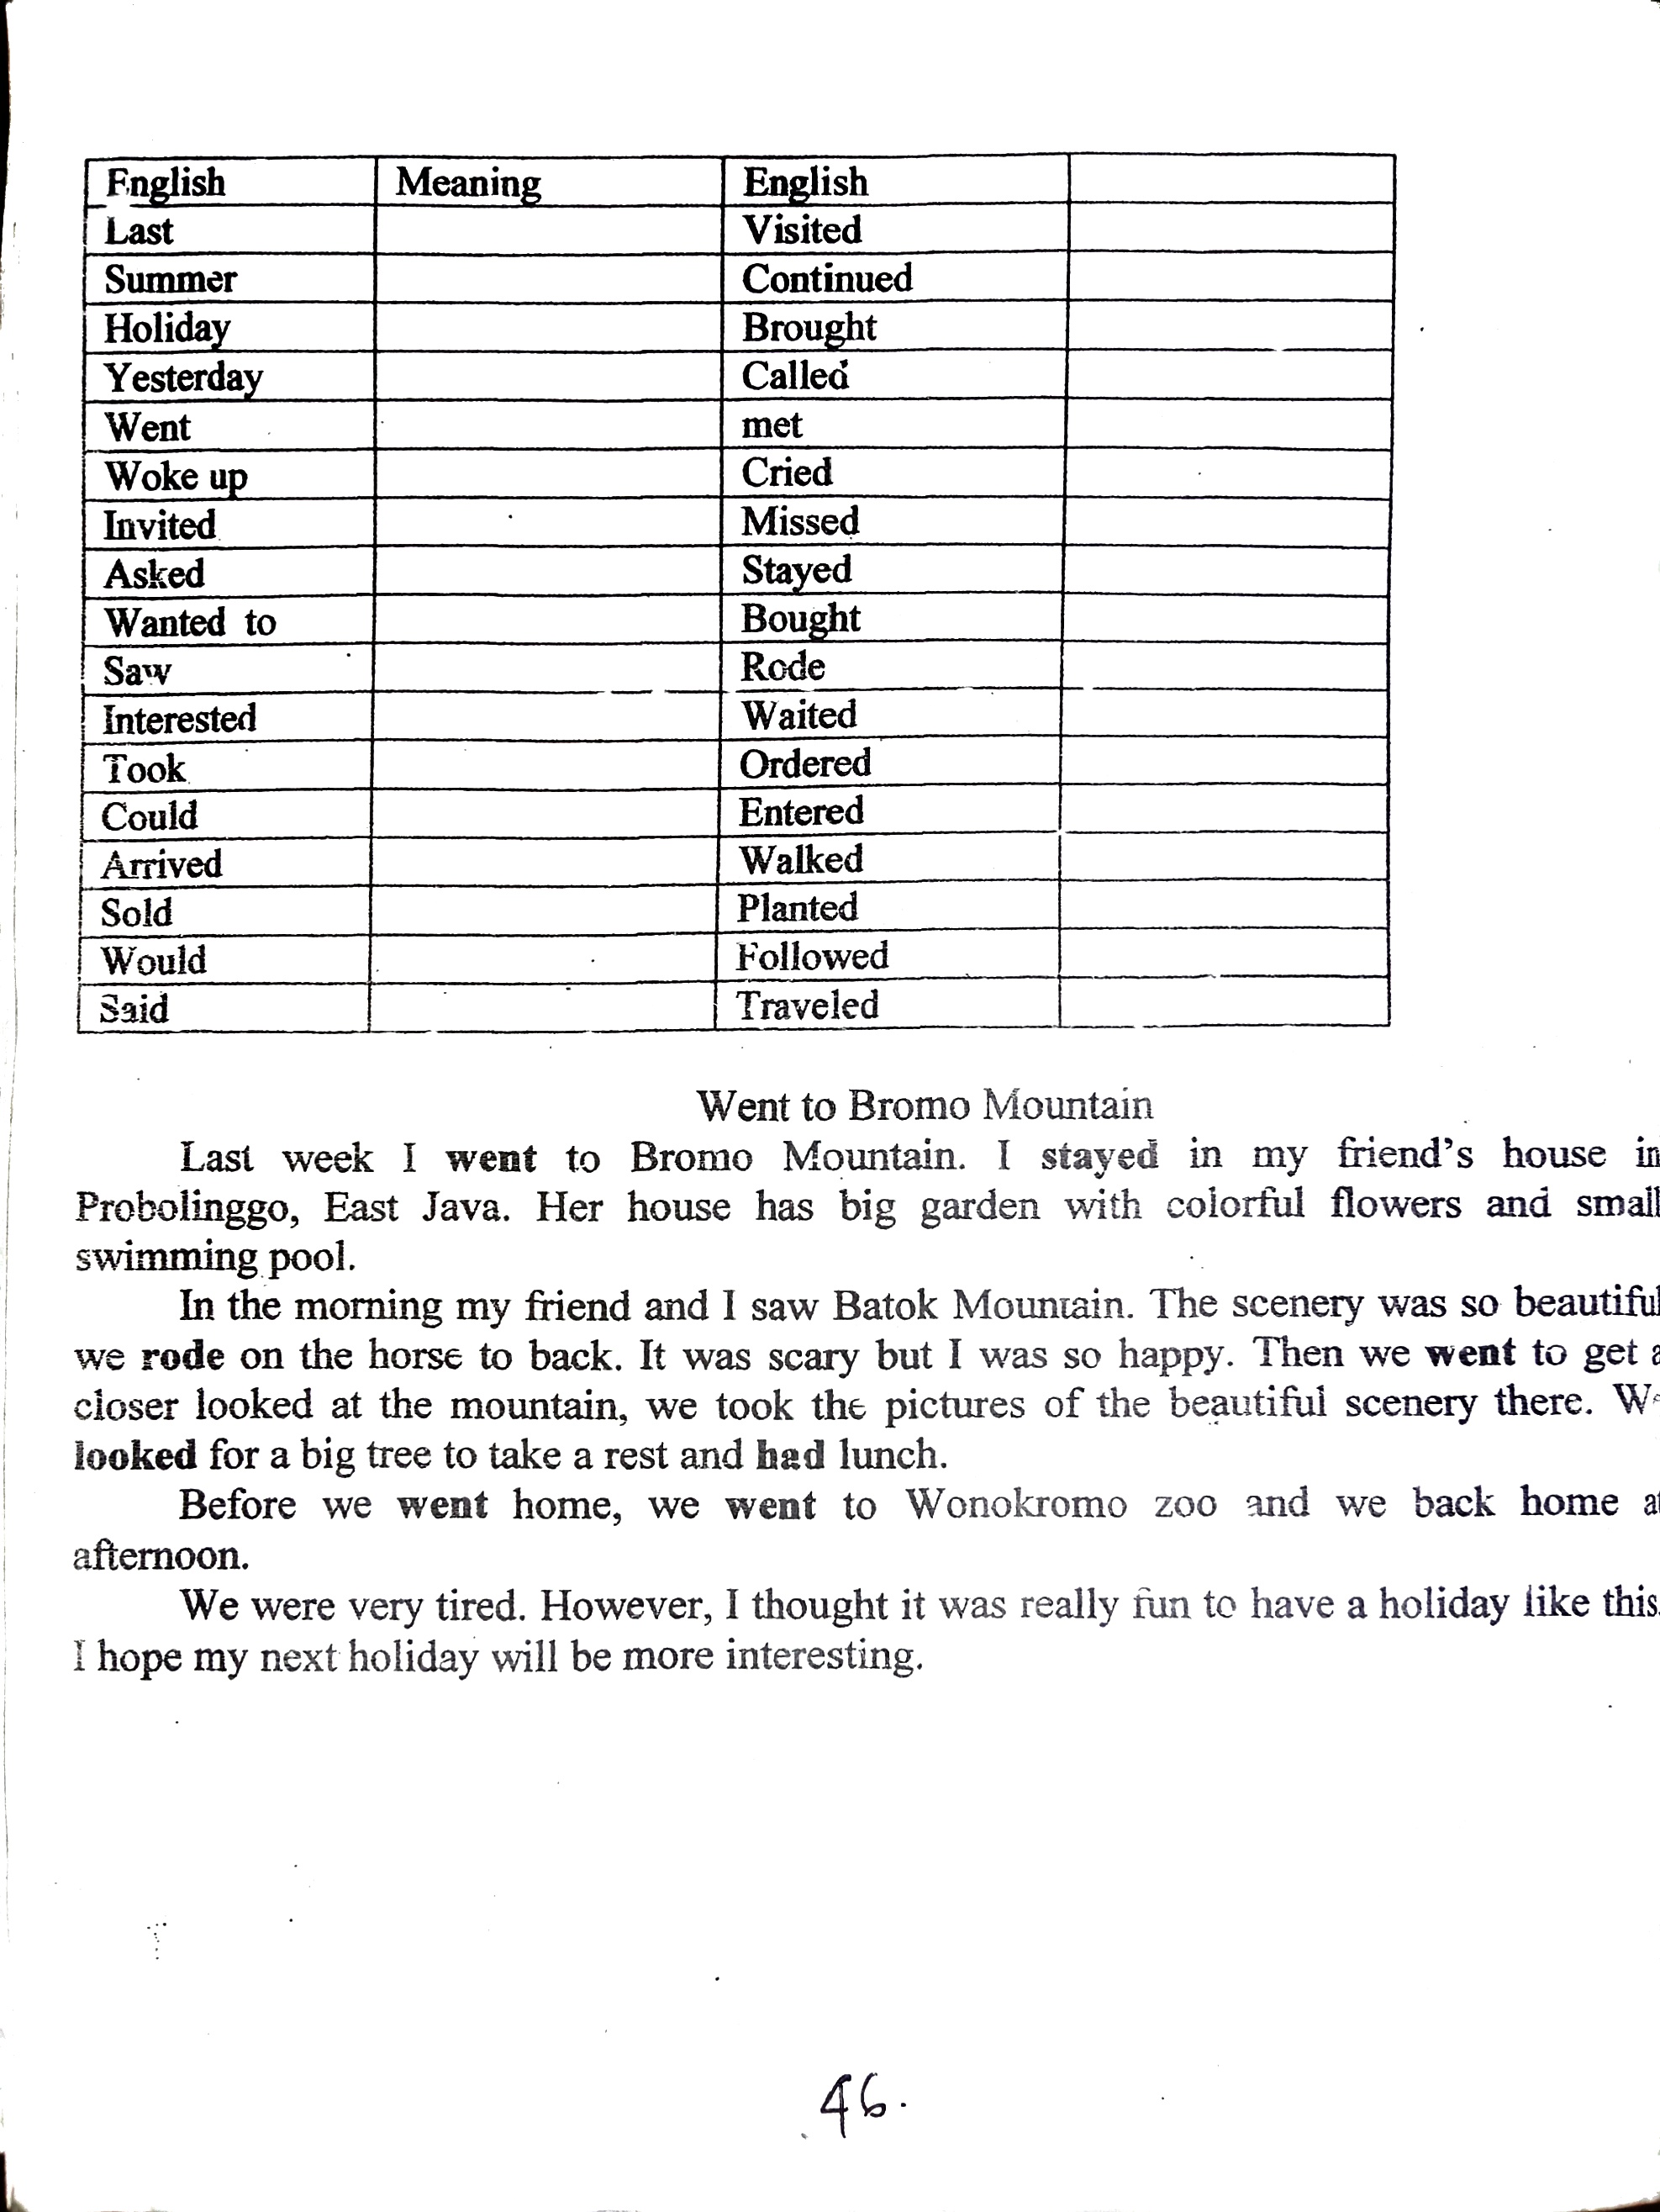 English Meaning English
Last Visited
Summer Continued
Holiday Brought
Yesterday Called
Went met
Woke up Cried
Invited Missed
Asked Stayed
Wanted to Bought
Saw Rode
Interested Waited
Took Ordered
Could Entered
Arrived Walked
Sold Planted
Would Followed
Said Traveled
Went to Bromo Mountain
Last week I went to Bromo Mountain. I stayed in my friend's house in
Probolinggo, East Java. Her house has big garden with colorful flowers and small
swimming pool.
In the morning my friend and I saw Batok Mountain. The scenery was so beautiful
we rode on the horse to back. It was scary but I was so happy. Then we went to get a
closer looked at the mountain, we took the pictures of the beautiful scenery there. We
looked for a big tree to take a rest and had lunch.
Before we went home, we went to Wonokromo zoo and we back home at
afternoon.
We were very tired. However, I thought it was really fun to have a holiday like this.
I hope my next holiday will be more interesting.
46.